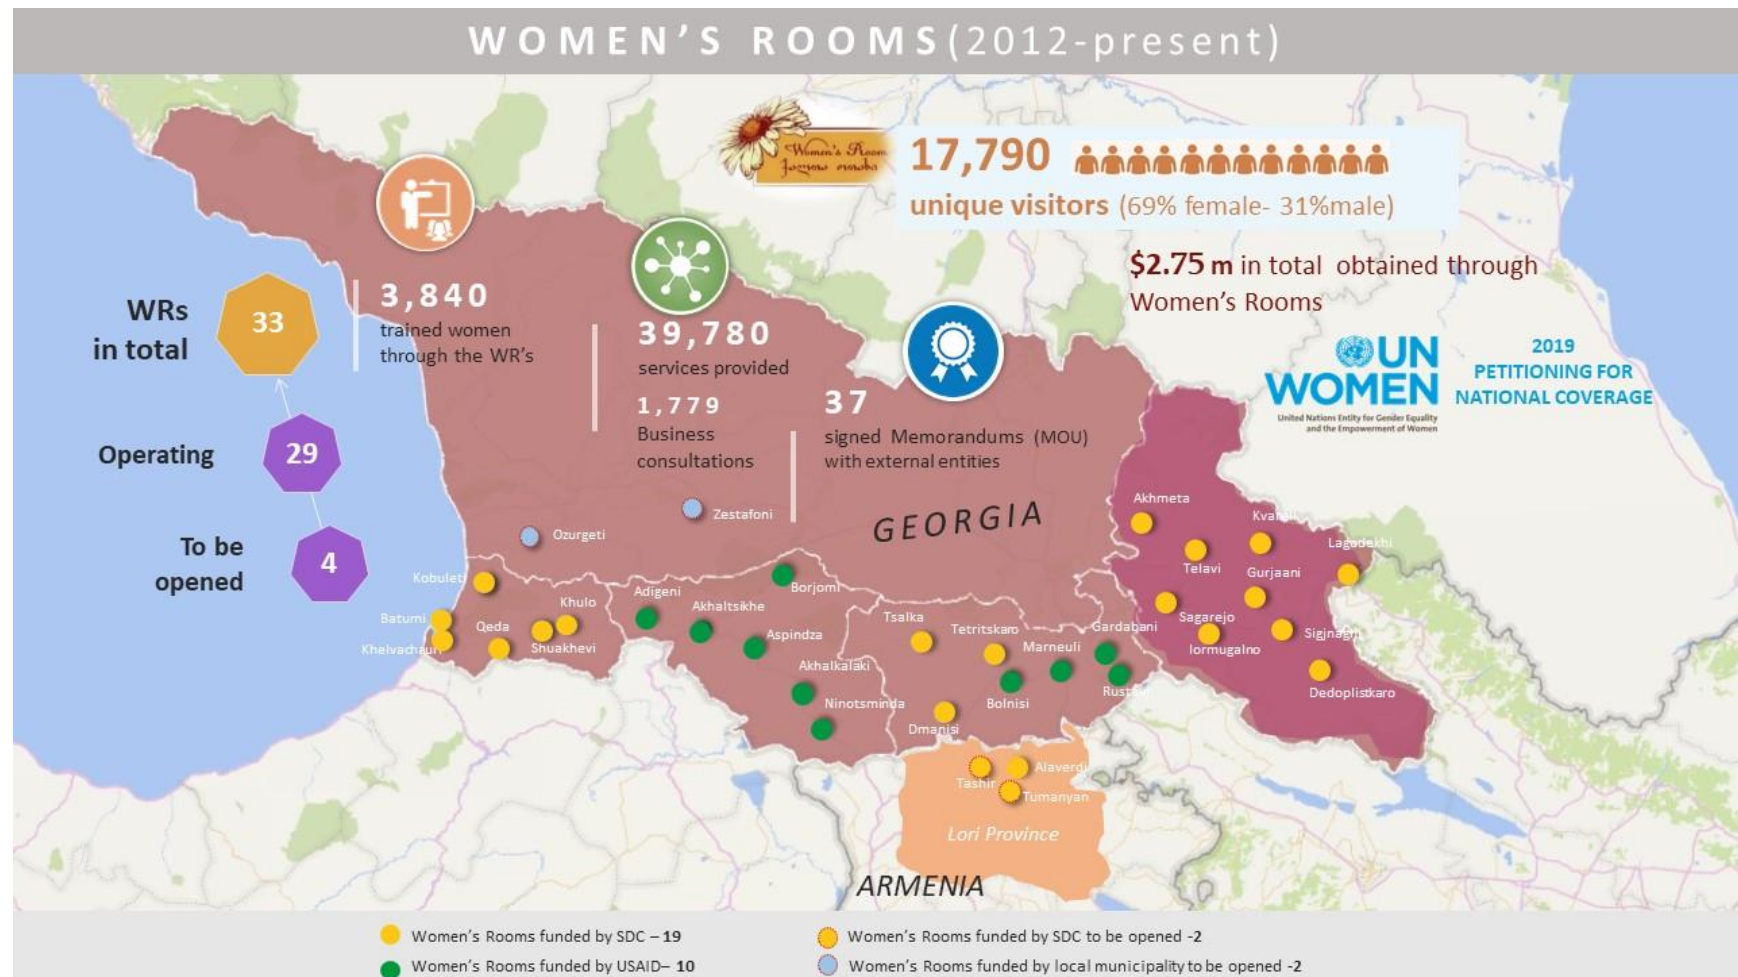 WOMEN'S ROOMS(2012-present)
Women's Room
17,790
unique visitors (69% female- 31%male)
$2.75 m in total obtained through
Women's Rooms
UN
WOMEN
United Nations Entity for Gender Equality
and the Empowerment of Women
2019
PETITIONING FOR
NATIONAL COVERAGE
WRs
in total
33
Operating
29
To be
opened
4
3,840
trained women
through the WR's
39,780
services provided
1,779
Business
consultations
37
signed Memorandums (MOU)
with external entities
GEORGIA
Zestafoni
Ozurgeti
Kobuleti
Batumi
Khelvachauri
Qeda
Khulo
Shuakhevi
Adigeni
Akhaltsikhe
Borjomi
Aspindza
Akhalkalaki
Ninotsminda
Tsalka
Tetritskaro
Marneuli
Gardabani
Rustavi
Bolnisi
Dmanisi
Akhmeta
Telavi
Kvareli
Gurjaani
Lagodekhi
Sagarejo
Iormugalno
Sigjnaghi
Dedoplistkaro
Tashir
Alaverdi
Tumanyan
Lori Province
ARMENIA
Women's Rooms funded by SDC – 19
Women's Rooms funded by SDC to be opened -2
Women's Rooms funded by USAID– 10
Women's Rooms funded by local municipality to be opened -2